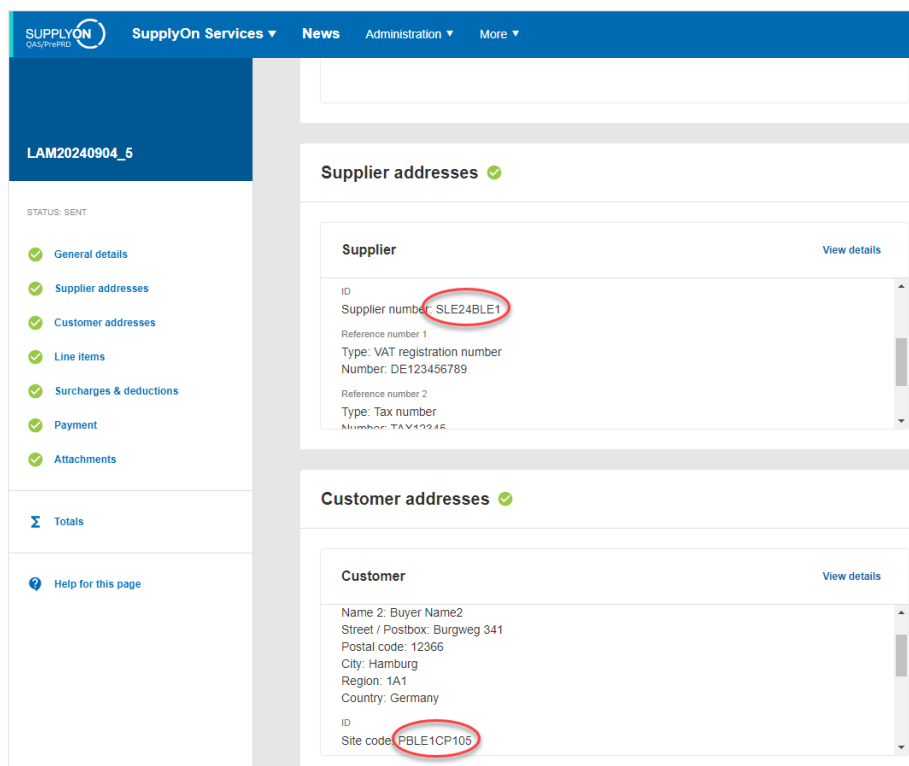 SUPPLYON
QAS/PrePRD
SupplyOn Services ▾ News Administration ▾ More ▾
LAM20240904_5
STATUS: SENT
General details
Supplier addresses
Customer addresses
Line items
Surcharges & deductions
Payment
Attachments
Σ Totals
? Help for this page
Supplier addresses
Supplier
View details
ID
Supplier number: SLE24BLE1
Reference number 1
Type: VAT registration number
Number: DE123456789
Reference number 2
Type: Tax number
Number: TAX12345
Customer addresses
Customer
View details
Name 2: Buyer Name2
Street / Postbox: Burgweg 341
Postal code: 12366
City: Hamburg
Region: 1A1
Country: Germany
ID
Site code: PBLE1CP105